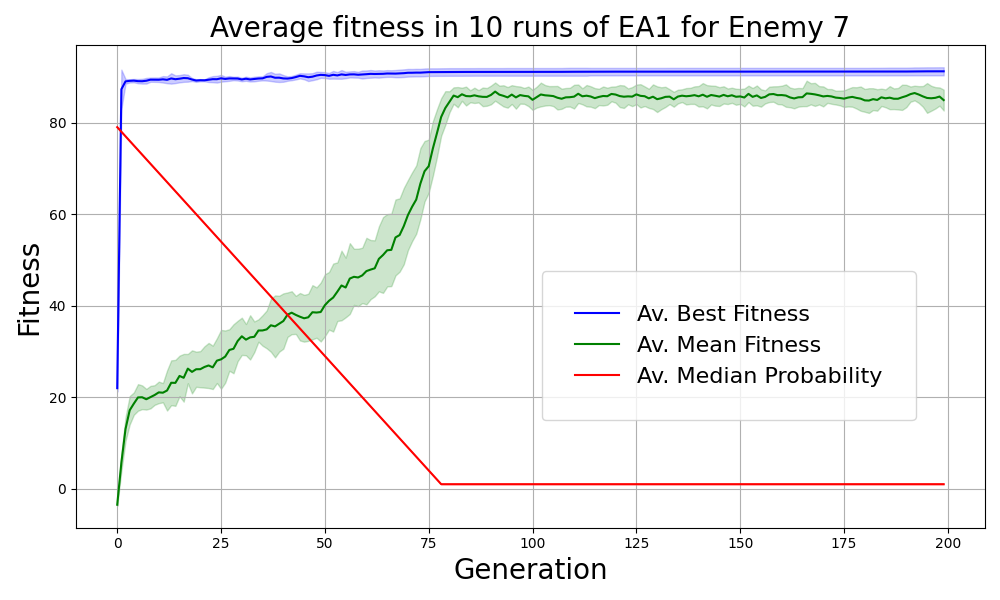 Average fitness in 10 runs of EA1 for Enemy 7
Fitness
80
60
40
20
0
Av. Best Fitness
Av. Mean Fitness
Av. Median Probability
0 25 50 75 100 125 150 175 200
Generation